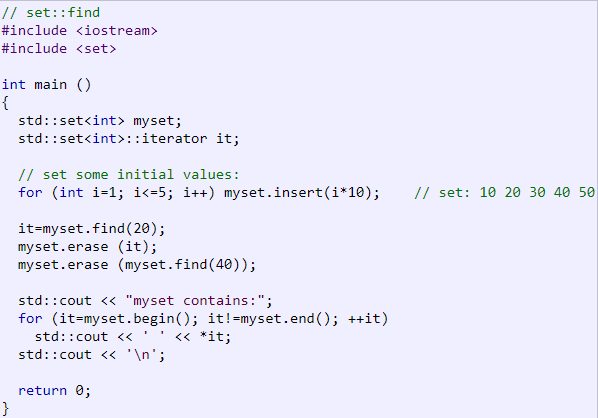 // set::find
#include <iostream>
#include <set>
int main ()
{
std::set<int> myset;
std::set<int>::iterator it;
// set some initial values:
for (int i=1; i<=5; i++) myset.insert(i*10);    // set: 10 20 30 40 50
it=myset.find(20);
myset.erase (it);
myset.erase (myset.find(40));
std::cout << "myset contains:";
for (it=myset.begin(); it!=myset.end(); ++it)
std::cout << ' ' << *it;
std::cout << '\n';
return 0;
}